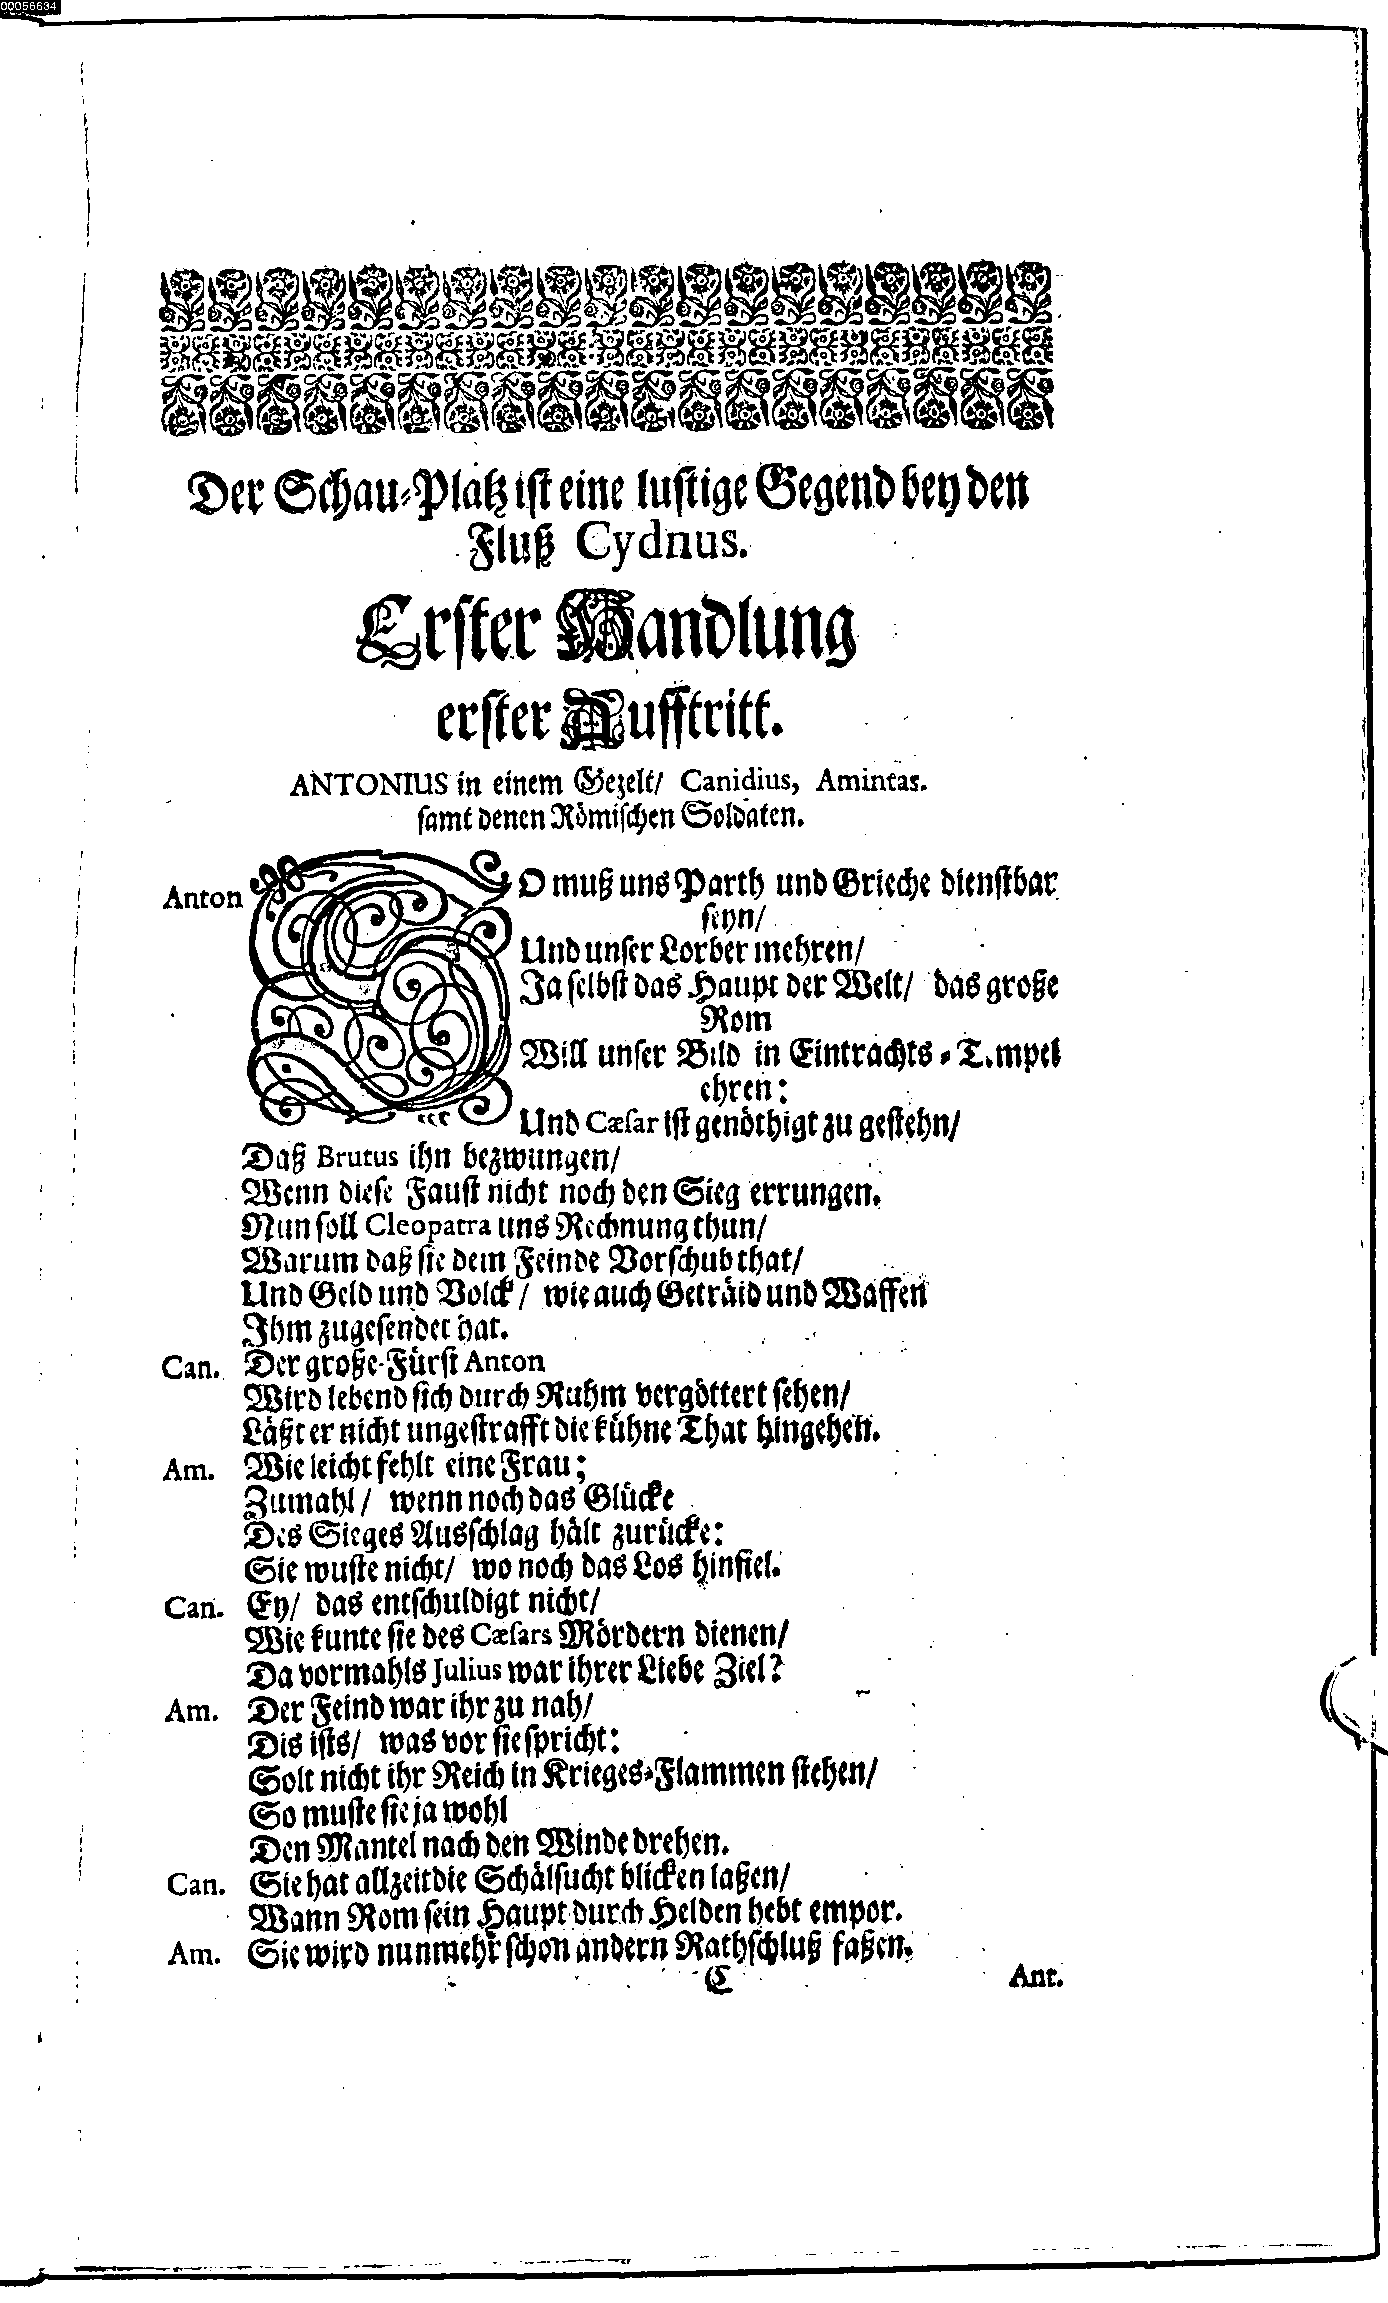 00056634
Der Schau-Platz ist eine lustige Gegend bey den
Fluß Cydnus.
Erster Handlung
erster Aufftritt.
ANTONIUS in einem Gezelt/ Canidius, Amintas.
samt denen Römischen Soldaten.
Anton SO muß uns Parth und Grieche dienstbar
seyn/
Und unser Lorber mehren/
Ja selbst das Haupt der Welt/ das große
Rom
Will unser Bild in Eintrachts-Tempel
ehren:
Und Cæsar ist genöthigt zu gestehn/
Daß Brutus ihn bezwungen/
Wenn diese Faust nicht noch den Sieg errungen.
Nun soll Cleopatra uns Rechnung thun/
Warum daß sie dem Feinde Vorschub that/
Und Geld und Volck/ wie auch Geträid und Waffen
Ihm zugesendet hat.
Can. Der große Fürst Anton
Wird lebend sich durch Ruhm vergöttert sehen/
Läßt er nicht ungestrafft die kühne That hingehen.
Am. Wie leicht fehlt eine Frau;
Zumahl/ wenn noch das Glücke
Des Sieges Ausschlag hält zurücke:
Sie wuste nicht/ wo noch das Los hinfiel.
Can. Ey/ das entschuldigt nicht/
Wie kunte sie des Cæsars Mördern dienen/
Da vormahls Julius war ihrer Liebe Ziel?
Am. Der Feind war ihr zu nah/
Dis ists/ was vor sie spricht:
Solt nicht ihr Reich in Krieges-Flammen stehen/
So muste sie ja wohl
Den Mantel nach den Winde drehen.
Can. Sie hat allzeit die Schälsucht blicken laßen/
Wann Rom sein Haupt durch Helden hebt empor.
Am. Sie wird nunmehr schon andern Rathschluß faßen.
C Ant.